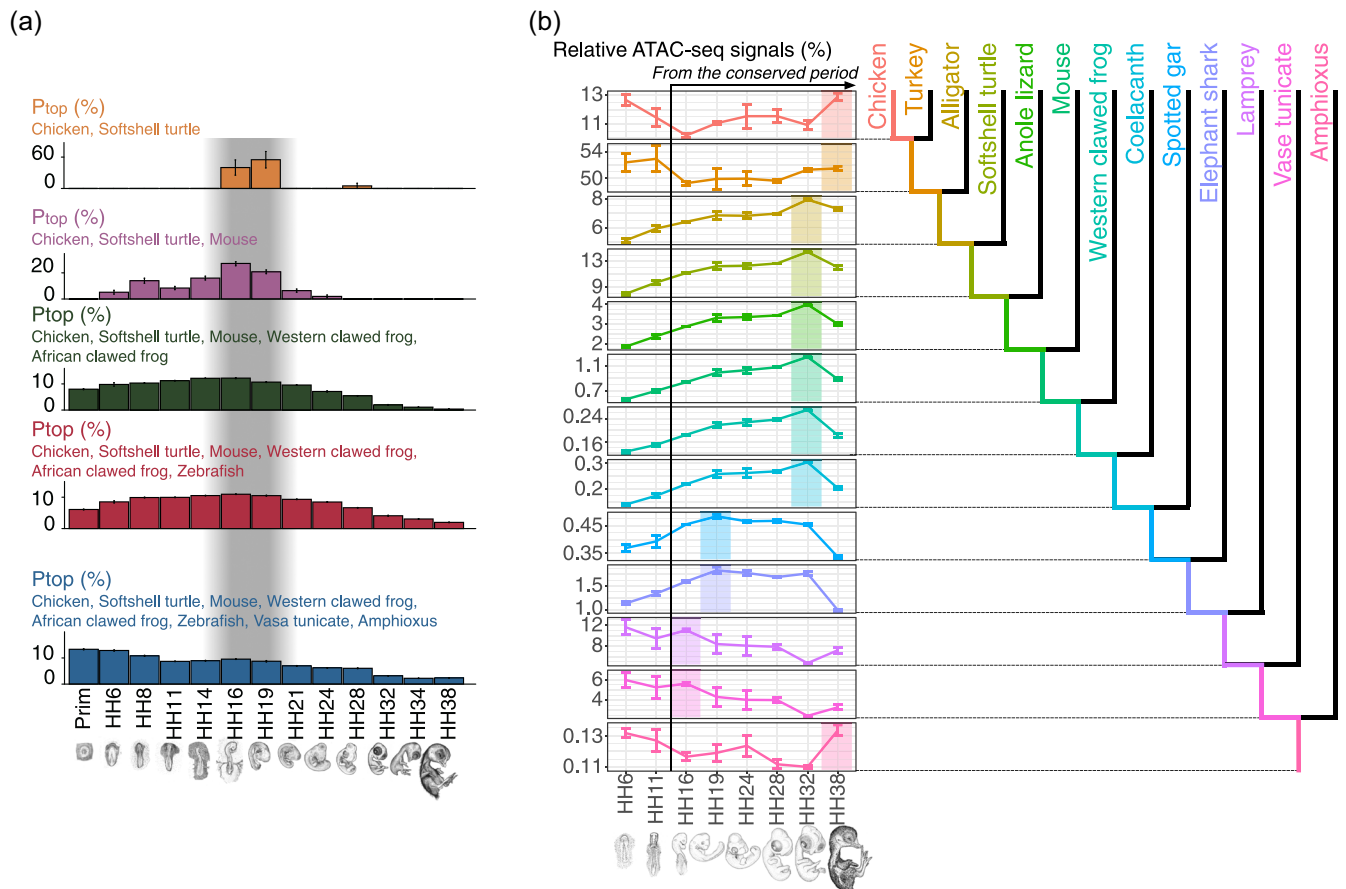 (a)
Ptop (%)
Chicken, Softshell turtle
60
0
Ptop (%)
Chicken, Softshell turtle, Mouse
20
0
Ptop (%)
Chicken, Softshell turtle, Mouse, Western clawed frog,
African clawed frog
10
0
Ptop (%)
Chicken, Softshell turtle, Mouse, Western clawed frog,
African clawed frog, Zebrafish
10
0
Ptop (%)
Chicken, Softshell turtle, Mouse, Western clawed frog,
African clawed frog, Zebrafish, Vasa tunicate, Amphioxus
10
0
Prim
HH6
HH8
HH11
HH14
HH16
HH19
HH21
HH24
HH28
HH32
HH34
HH38
(b)
Relative ATAC-seq signals (%)
From the conserved period
13
11
54
50
8
6
13
9
4
3
2
1.1
0.7
0.24
0.16
0.3
0.2
0.45
0.35
1.5
1.0
12
8
6
4
0.13
0.11
HH6
HH11
HH16
HH19
HH24
HH28
HH32
HH38
Chicken
Turkey
Alligator
Softshell turtle
Anole lizard
Mouse
Western clawed frog
Coelacanth
Spotted gar
Elephant shark
Lamprey
Vase tunicate
Amphioxus